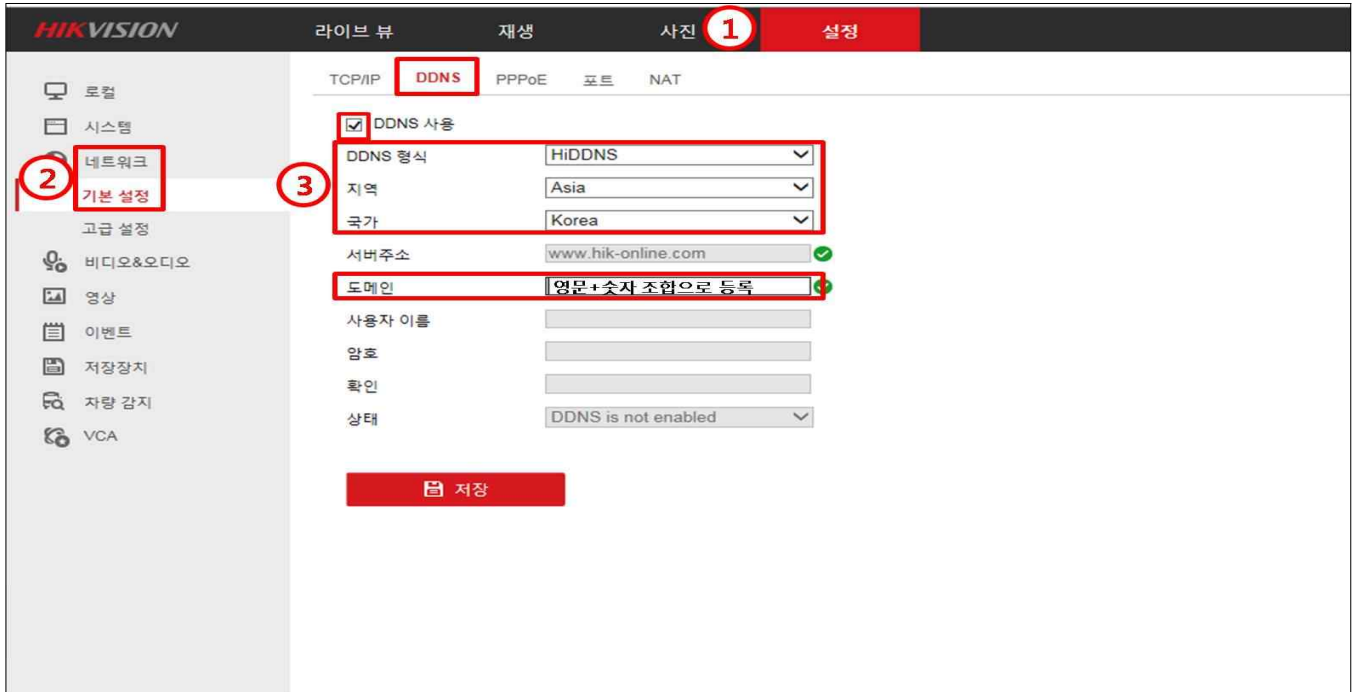 HIKVISION 라이브 뷰 재생 사진 1 설정
TCP/IP DDNS PPPoE 포트 NAT
로컬
시스템
네트워크
2
기본 설정
고급 설정
비디오&오디오
영상
이벤트
저장장치
차량 감지
VCA
DDNS 사용
3
DDNS 형식 HiDDNS
지역 Asia
국가 Korea
서버주소 www.hik-online.com
도메인 영문+숫자 조합으로 등록
사용자 이름
암호
확인
상태 DDNS is not enabled
저장